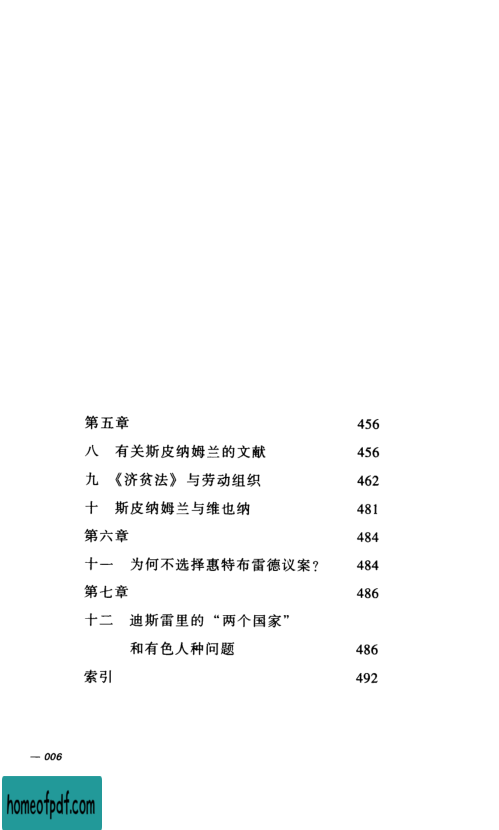 第五章 456
八 有关斯皮纳姆兰的文献 456
九 《济贫法》与劳动组织 462
十 斯皮纳姆兰与维也纳 481
第六章 484
十一 为何不选择惠特布雷德议案? 484
第七章 486
十二 迪斯雷里的“两个国家”
和有色人种问题 486
索引 492
— 006
homeofpdf.com